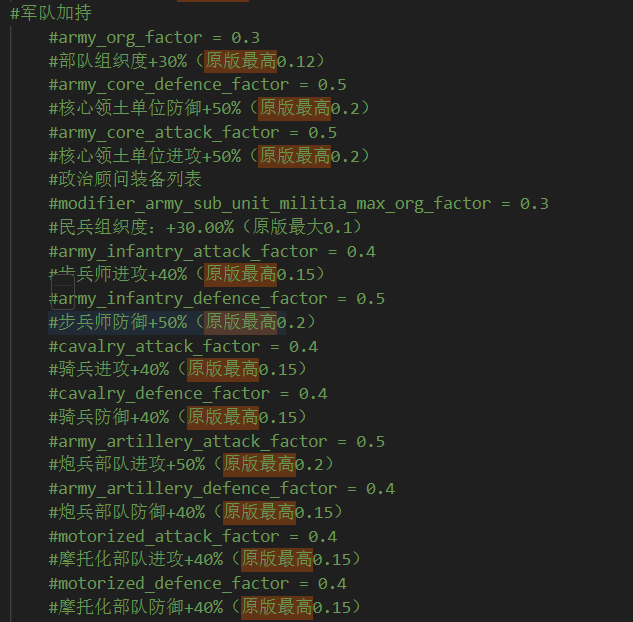 #军队加持
#army_org_factor = 0.3
#部队组织度+30%（原版最高0.12）
#army_core_defence_factor = 0.5
#核心领土单位防御+50%（原版最高0.2）
#army_core_attack_factor = 0.5
#核心领土单位进攻+50%（原版最高0.2）
#政治顾问装备列表
#modifier_army_sub_unit_militia_max_org_factor = 0.3
#民兵组织度：+30.00%（原版最大0.1）
#army_infantry_attack_factor = 0.4
#步兵师进攻+40%（原版最高0.15）
#army_infantry_defence_factor = 0.5
#步兵师防御+50%（原版最高0.2）
#cavalry_attack_factor = 0.4
#骑兵进攻+40%（原版最高0.15）
#cavalry_defence_factor = 0.4
#骑兵防御+40%（原版最高0.15）
#army_artillery_attack_factor = 0.5
#炮兵部队进攻+50%（原版最高0.2）
#army_artillery_defence_factor = 0.4
#炮兵部队防御+40%（原版最高0.15）
#motorized_attack_factor = 0.4
#摩托化部队进攻+40%（原版最高0.15）
#motorized_defence_factor = 0.4
#摩托化部队防御+40%（原版最高0.15）